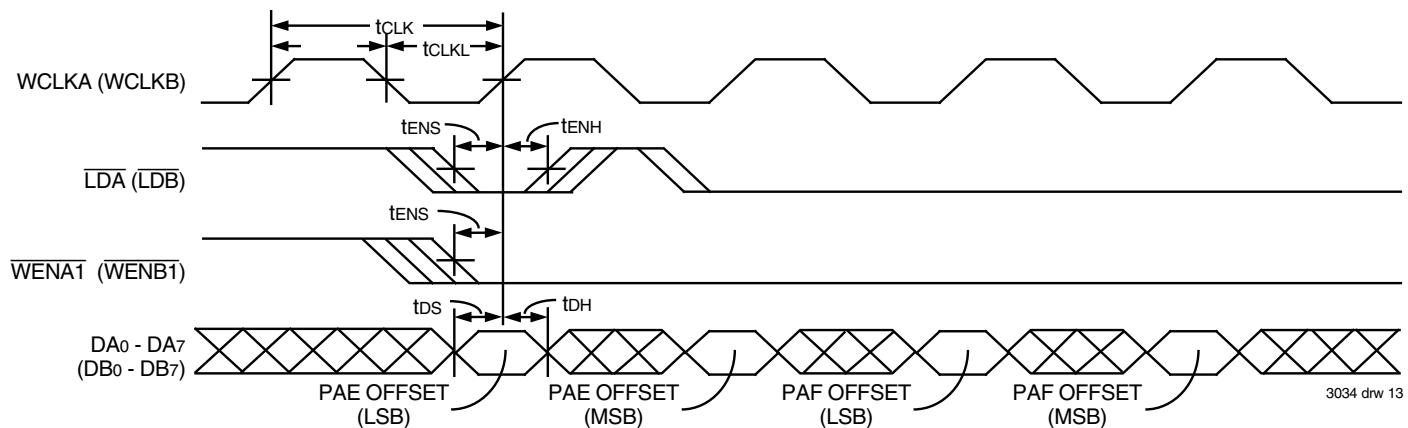 tCLK
tCLKL
WCLKA (WCLKB)
tENS
tENH
LDA (LDB)
tENS
WENA1 (WENB1)
tDS
tDH
DA0 - DA7
(DB0 - DB7)
PAE OFFSET
(LSB)
PAE OFFSET
(MSB)
PAF OFFSET
(LSB)
PAF OFFSET
(MSB)
3034 drw 13